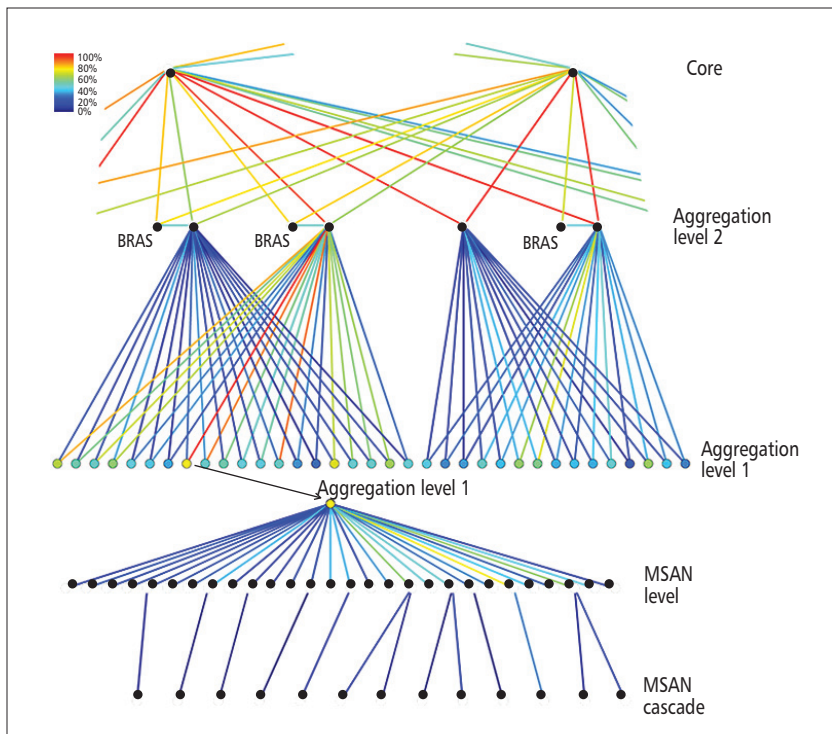 100%
80%
60%
40%
20%
0%
Core
Aggregation
level 2
BRAS
BRAS
BRAS
Aggregation
level 1
Aggregation level 1
MSAN
level
MSAN
cascade